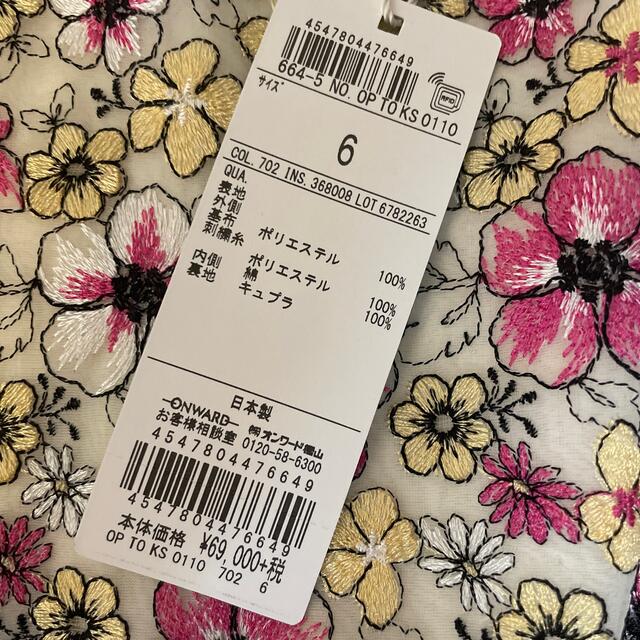 4547804476649
664-5 NO. OP TO KS 0110
RFID
サイズ
6
COL. 702 INS. 368008 LOT 6782263
QUA.
表地
外側
基布 ポリエステル 100%
刺繍糸 ポリエステル 100%
内側 綿 100%
裏地 キュプラ 100%
日本製
ONWARD ㈱オンワード樫山
お客様相談室 0120-58-6300
4547804476649
4547804476649
本体価格 ¥69,000+税
OP TO KS 0110 702 6